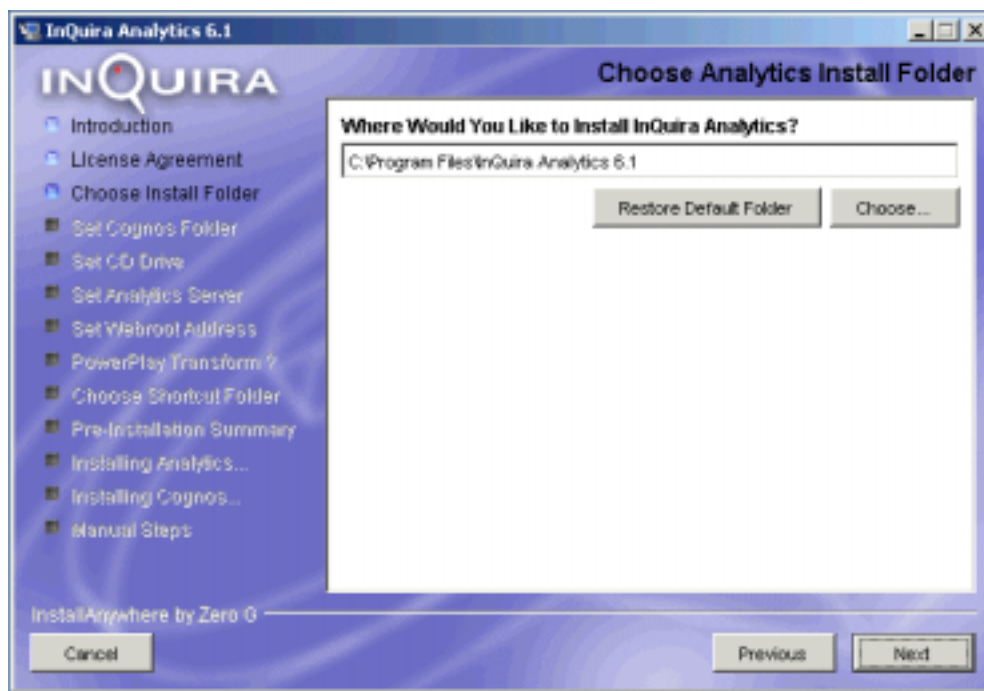 InQuira Analytics 6.1
INQUIRA
Choose Analytics Install Folder
Introduction
License Agreement
Choose Install Folder
Set Cognos Folder
Set CD Drive
Set Analytics Server
Set Webroot Address
PowerPlay Transform ?
Choose Shortcut Folder
Pre-Installation Summary
Installing Analytics...
Installing Cognos...
Manual Steps
Where Would You Like to Install InQuira Analytics?
C:\Program Files\InQuira Analytics 6.1
Restore Default Folder
Choose...
InstallAnywhere by Zero G
Cancel
Previous
Next